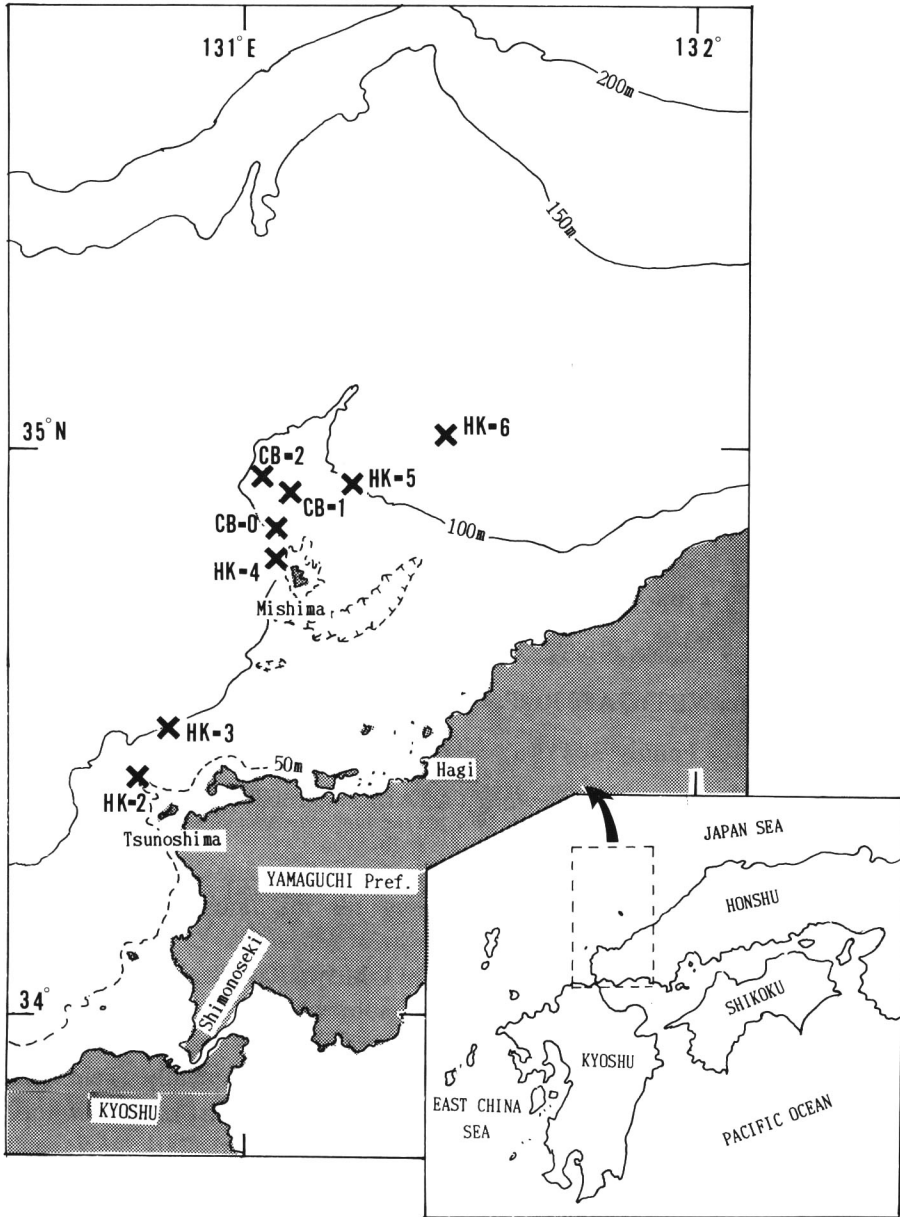 131°E
132°
200m
150m
35°N
HK=6
CB=2
HK=5
CB=1
CB=0
100m
HK=4
Mishima
HK=3
50m
Hagi
HK=2
Tsunoshima
JAPAN SEA
YAMAGUCHI Pref.
HONSHU
Shimonoseki
34°
SHIKOKU
KYOSHU
KYOSHU
EAST CHINA
SEA
PACIFIC OCEAN